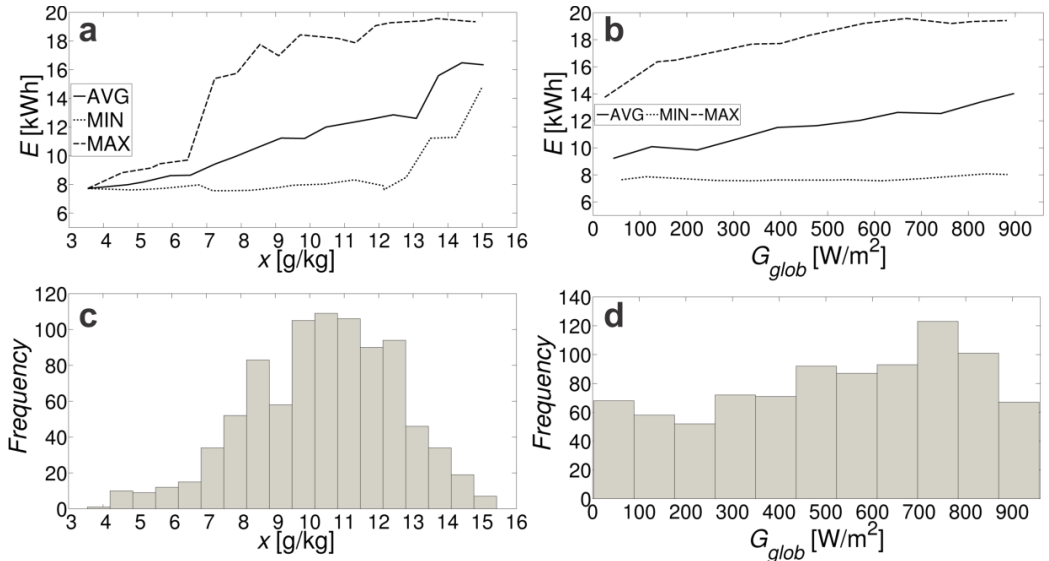 a
E [kWh]
20
18
16
14
12
10
8
6
AVG
MIN
MAX
3 4 5 6 7 8 9 10 11 12 13 14 15 16
x [g/kg]
b
E [kWh]
20
18
16
14
12
10
8
6
AVG MIN MAX
0 100 200 300 400 500 600 700 800 900
G_glob [W/m²]
c
Frequency
120
100
80
60
40
20
0
3 4 5 6 7 8 9 10 11 12 13 14 15 16
x [g/kg]
d
Frequency
140
120
100
80
60
40
20
0
0 100 200 300 400 500 600 700 800 900
G_glob [W/m²]